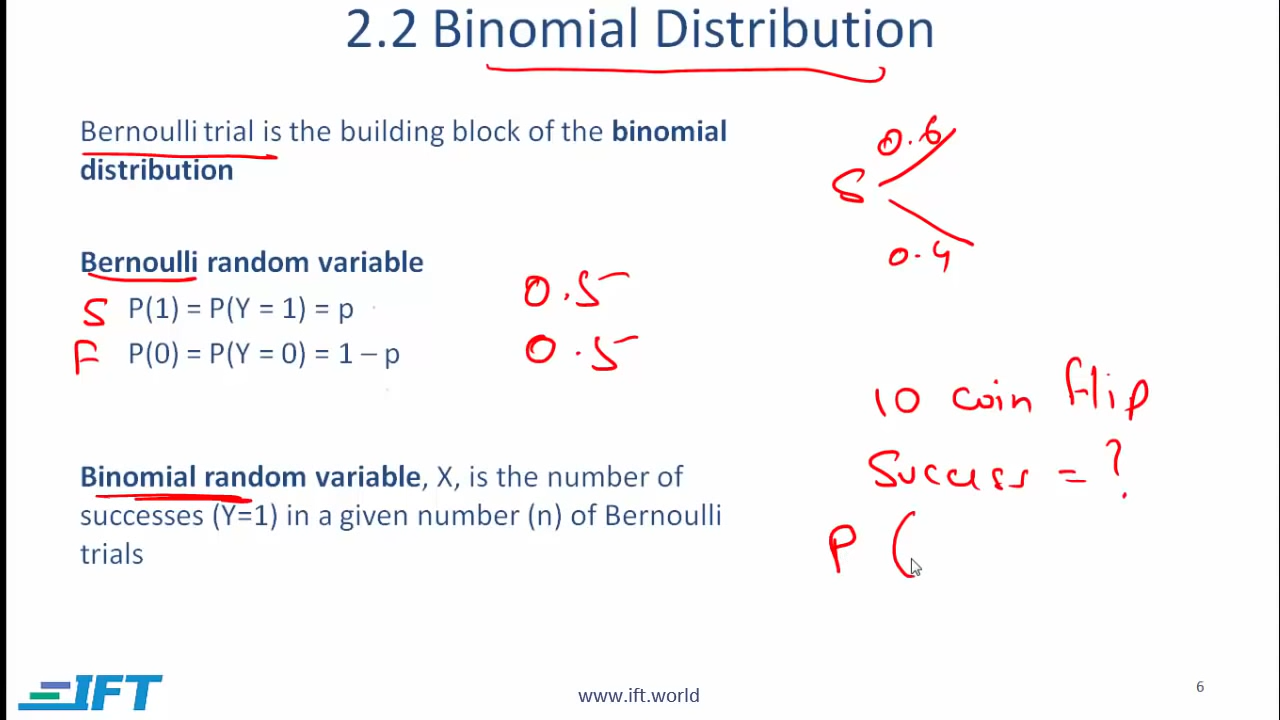 2.2 Binomial Distribution
Bernoulli trial is the building block of the binomial
distribution
0.6
S
0.4
Bernoulli random variable
S P(1) = P(Y = 1) = p 0.5
F P(0) = P(Y = 0) = 1 – p 0.5
10 coin flip
Success = ?
P (
Binomial random variable, X, is the number of
successes (Y=1) in a given number (n) of Bernoulli
trials
IFT
www.ift.world
6